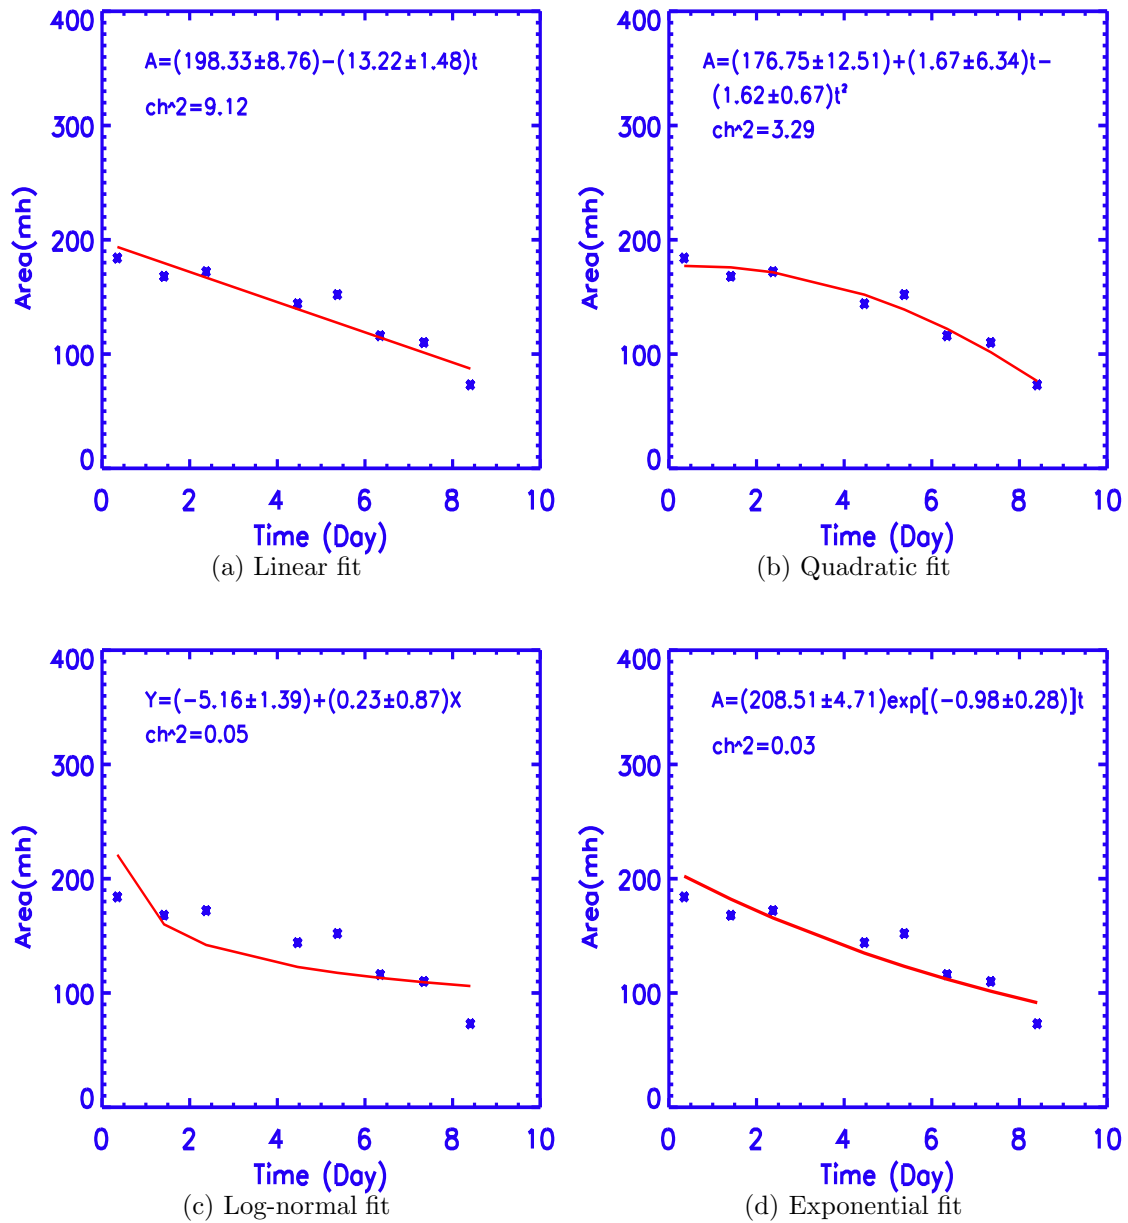 400
A=(198.33±8.76)−(13.22±1.48)t
ch^2=9.12
300
Area(mh)
200
100
0
0 2 4 6 8 10
Time (Day)
(a) Linear fit
400
A=(176.75±12.51)+(1.67±6.34)t−
(1.62±0.67)t²
ch^2=3.29
300
Area(mh)
200
100
0
0 2 4 6 8 10
Time (Day)
(b) Quadratic fit
400
Y=(−5.16±1.39)+(0.23±0.87)X
ch^2=0.05
300
Area(mh)
200
100
0
0 2 4 6 8 10
Time (Day)
(c) Log-normal fit
400
A=(208.51±4.71)exp[(−0.98±0.28)]t
ch^2=0.03
300
Area(mh)
200
100
0
0 2 4 6 8 10
Time (Day)
(d) Exponential fit